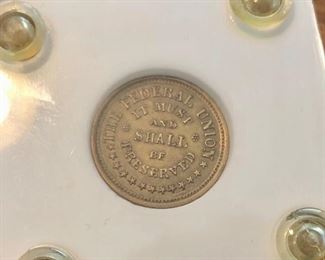 THE FEDERAL UNION
IT MUST
AND
SHALL
BE
PRESERVED